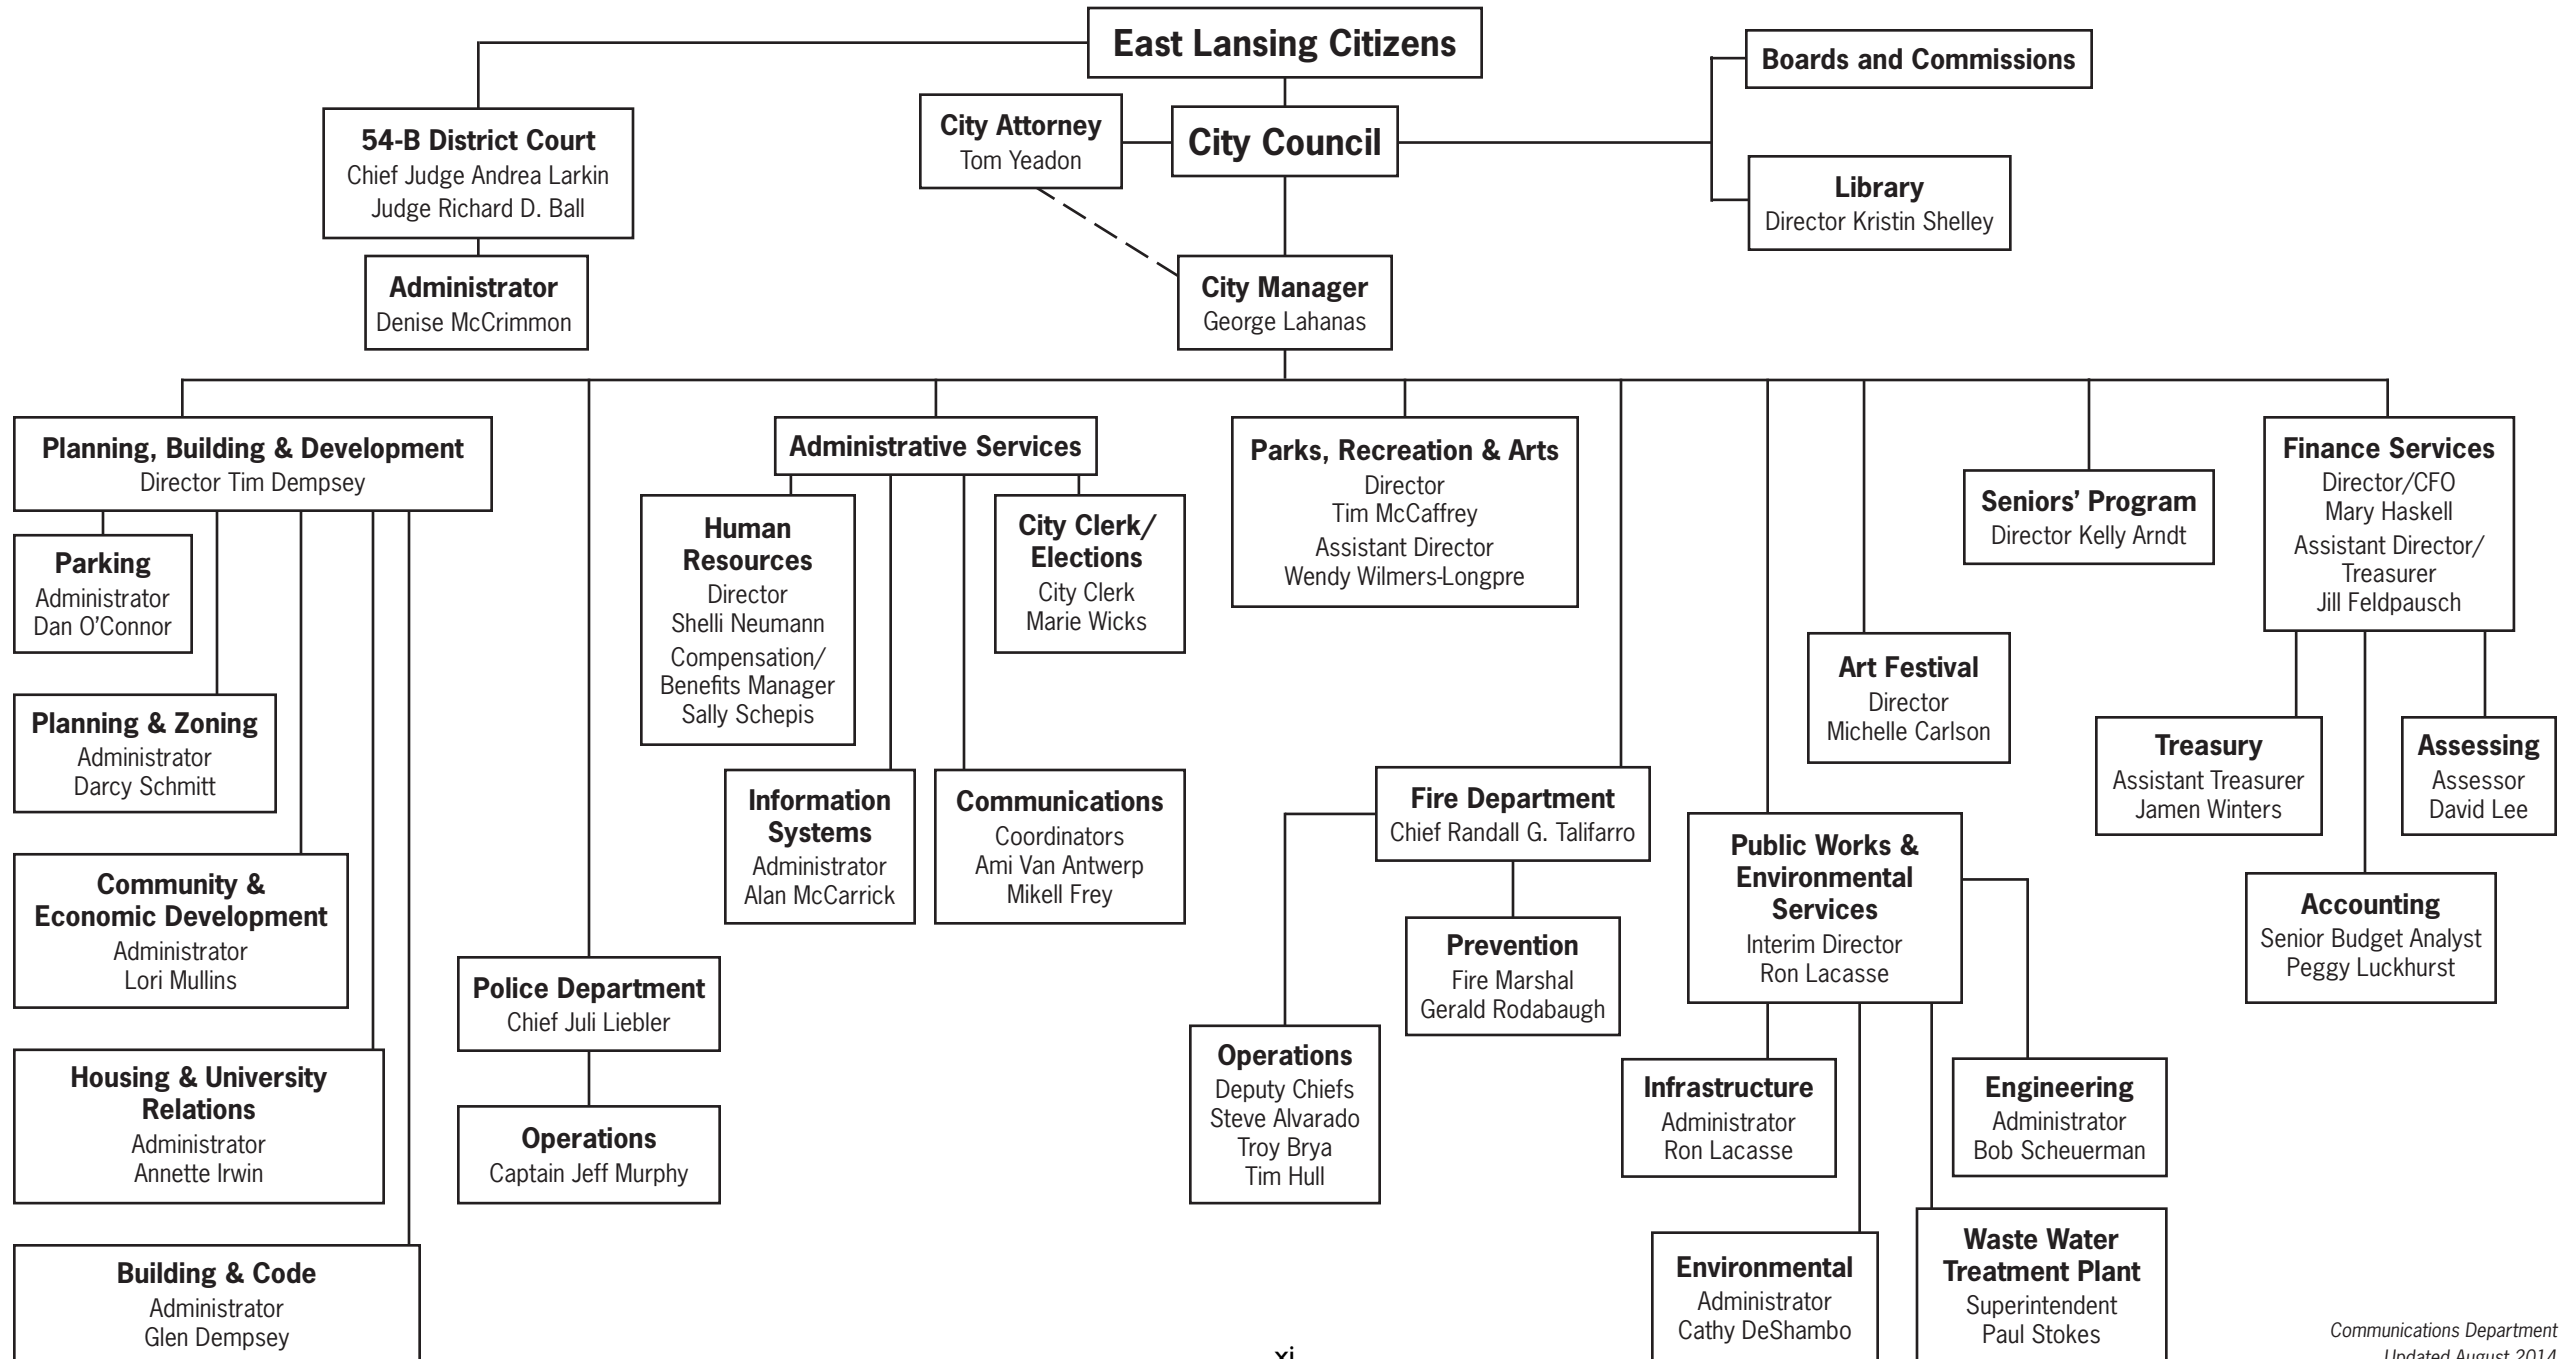 East Lansing Citizens
Boards and Commissions
City Attorney
Tom Yeadon
City Council
54-B District Court
Chief Judge Andrea Larkin
Judge Richard D. Ball
Library
Director Kristin Shelley
Administrator
Denise McCrimmon
City Manager
George Lahanas
Planning, Building & Development
Director Tim Dempsey
Parking
Administrator
Dan O'Connor
Planning & Zoning
Administrator
Darcy Schmitt
Community &
Economic Development
Administrator
Lori Mullins
Housing & University
Relations
Administrator
Annette Irwin
Building & Code
Administrator
Glen Dempsey
Police Department
Chief Juli Liebler
Operations
Captain Jeff Murphy
Administrative Services
Human
Resources
Director
Shelli Neumann
Compensation/
Benefits Manager
Sally Schepis
City Clerk/
Elections
City Clerk
Marie Wicks
Information
Systems
Administrator
Alan McCarrick
Communications
Coordinators
Ami Van Antwerp
Mikell Frey
Parks, Recreation & Arts
Director
Tim McCaffrey
Assistant Director
Wendy Wilmers-Longpre
Fire Department
Chief Randall G. Talifarro
Prevention
Fire Marshal
Gerald Rodabaugh
Operations
Deputy Chiefs
Steve Alvarado
Troy Brya
Tim Hull
Public Works &
Environmental
Services
Interim Director
Ron Lacasse
Infrastructure
Administrator
Ron Lacasse
Engineering
Administrator
Bob Scheuerman
Environmental
Administrator
Cathy DeShambo
Waste Water
Treatment Plant
Superintendent
Paul Stokes
Art Festival
Director
Michelle Carlson
Seniors' Program
Director Kelly Arndt
Finance Services
Director/CFO
Mary Haskell
Assistant Director/
Treasurer
Jill Feldpausch
Treasury
Assistant Treasurer
Jamen Winters
Assessing
Assessor
David Lee
Accounting
Senior Budget Analyst
Peggy Luckhurst
xi
Communications Department
Updated August 2014